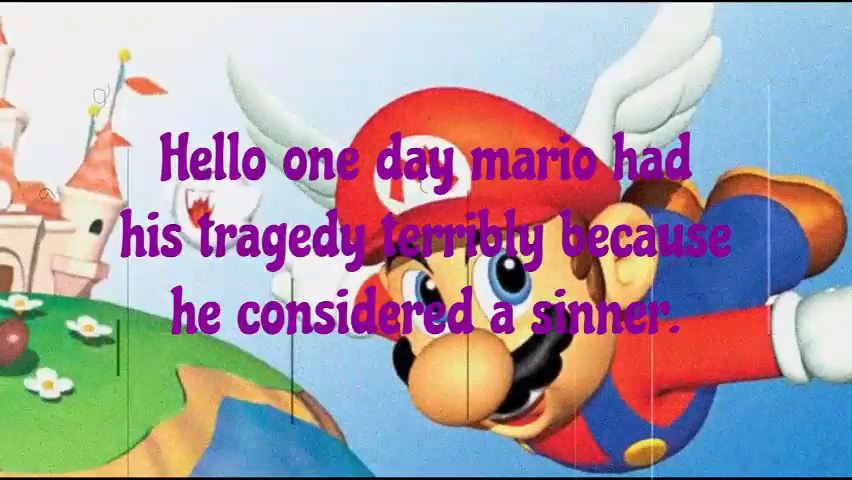 Hello one day mario had
his tragedy terribly because
he considered a sinner.